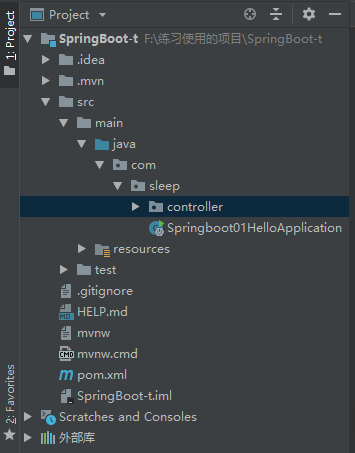 1: Project
Project
SpringBoot-t F:\练习使用的项目\SpringBoot-t
.idea
.mvn
src
main
java
com
sleep
controller
Springboot01HelloApplication
resources
test
.gitignore
HELP.md
mvnw
mvnw.cmd
pom.xml
SpringBoot-t.iml
Scratches and Consoles
外部库
2: Favorites